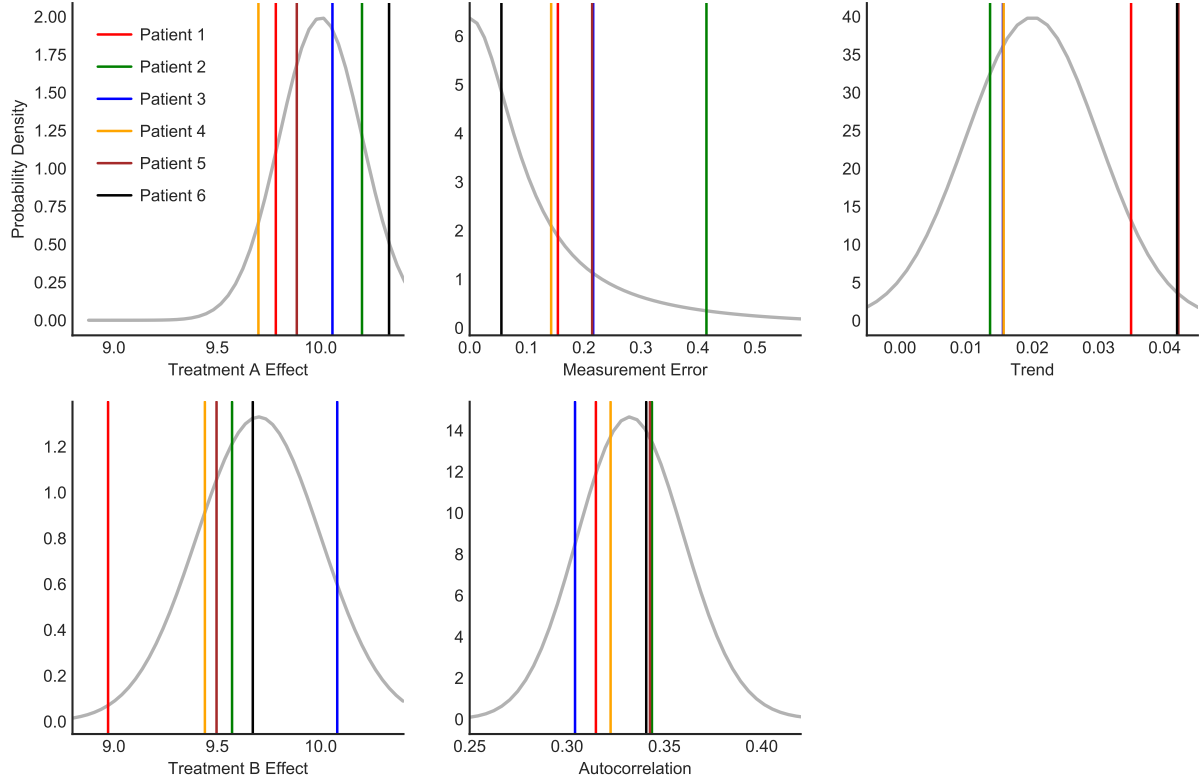 2.00
1.75
1.50
1.25
1.00
0.75
0.50
0.25
0.00
Probability Density
Patient 1
Patient 2
Patient 3
Patient 4
Patient 5
Patient 6
9.0 9.5 10.0
Treatment A Effect
6
5
4
3
2
1
0
0.0 0.1 0.2 0.3 0.4 0.5
Measurement Error
40
35
30
25
20
15
10
5
0
0.00 0.01 0.02 0.03 0.04
Trend
1.2
1.0
0.8
0.6
0.4
0.2
0.0
9.0 9.5 10.0
Treatment B Effect
14
12
10
8
6
4
2
0
0.25 0.30 0.35 0.40
Autocorrelation